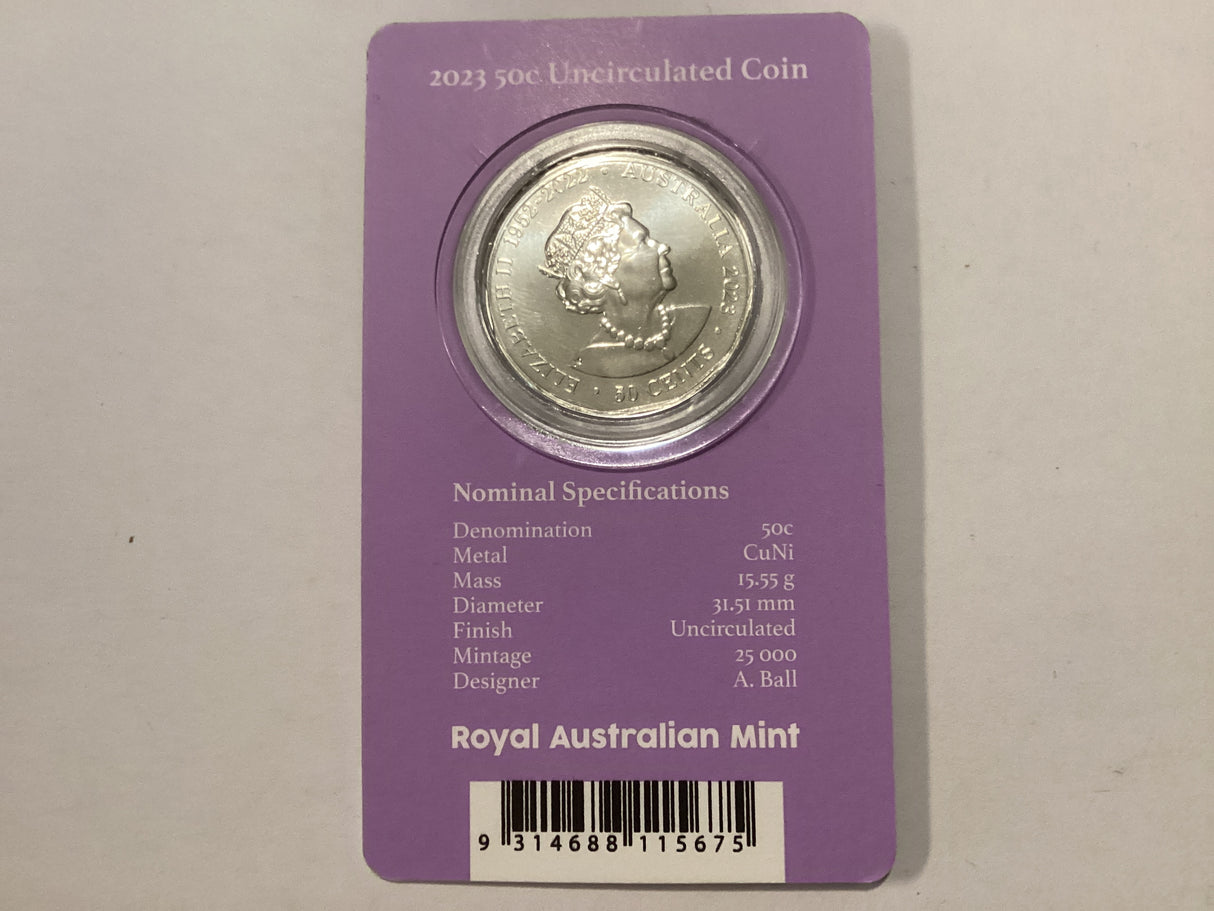 2023 50c Uncirculated Coin
ELIZABETH II 1952-2022 · AUSTRALIA 2023 · 50 CENTS ·
Nominal Specifications
Denomination 50c
Metal CuNi
Mass 15.55 g
Diameter 31.51 mm
Finish Uncirculated
Mintage 25 000
Designer A. Ball
Royal Australian Mint
9 314688 115675